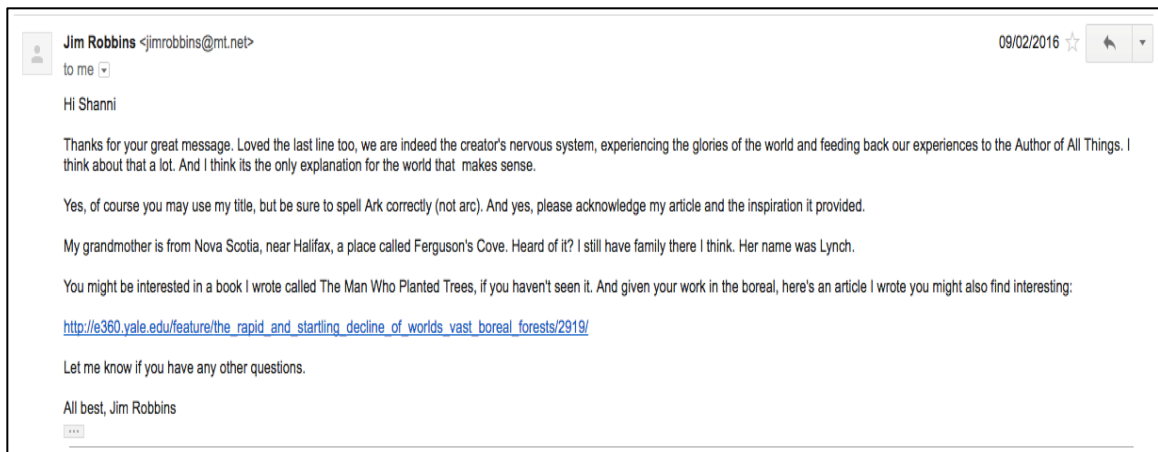 Jim Robbins <jimrobbins@mt.net>
09/02/2016
to me
Hi Shanni
Thanks for your great message. Loved the last line too, we are indeed the creator's nervous system, experiencing the glories of the world and feeding back our experiences to the Author of All Things. I
think about that a lot. And I think its the only explanation for the world that  makes sense.
Yes, of course you may use my title, but be sure to spell Ark correctly (not arc). And yes, please acknowledge my article and the inspiration it provided.
My grandmother is from Nova Scotia, near Halifax, a place called Ferguson's Cove. Heard of it? I still have family there I think. Her name was Lynch.
You might be interested in a book I wrote called The Man Who Planted Trees, if you haven't seen it. And given your work in the boreal, here's an article I wrote you might also find interesting:
http://e360.yale.edu/feature/the_rapid_and_startling_decline_of_worlds_vast_boreal_forests/2919/
Let me know if you have any other questions.
All best, Jim Robbins